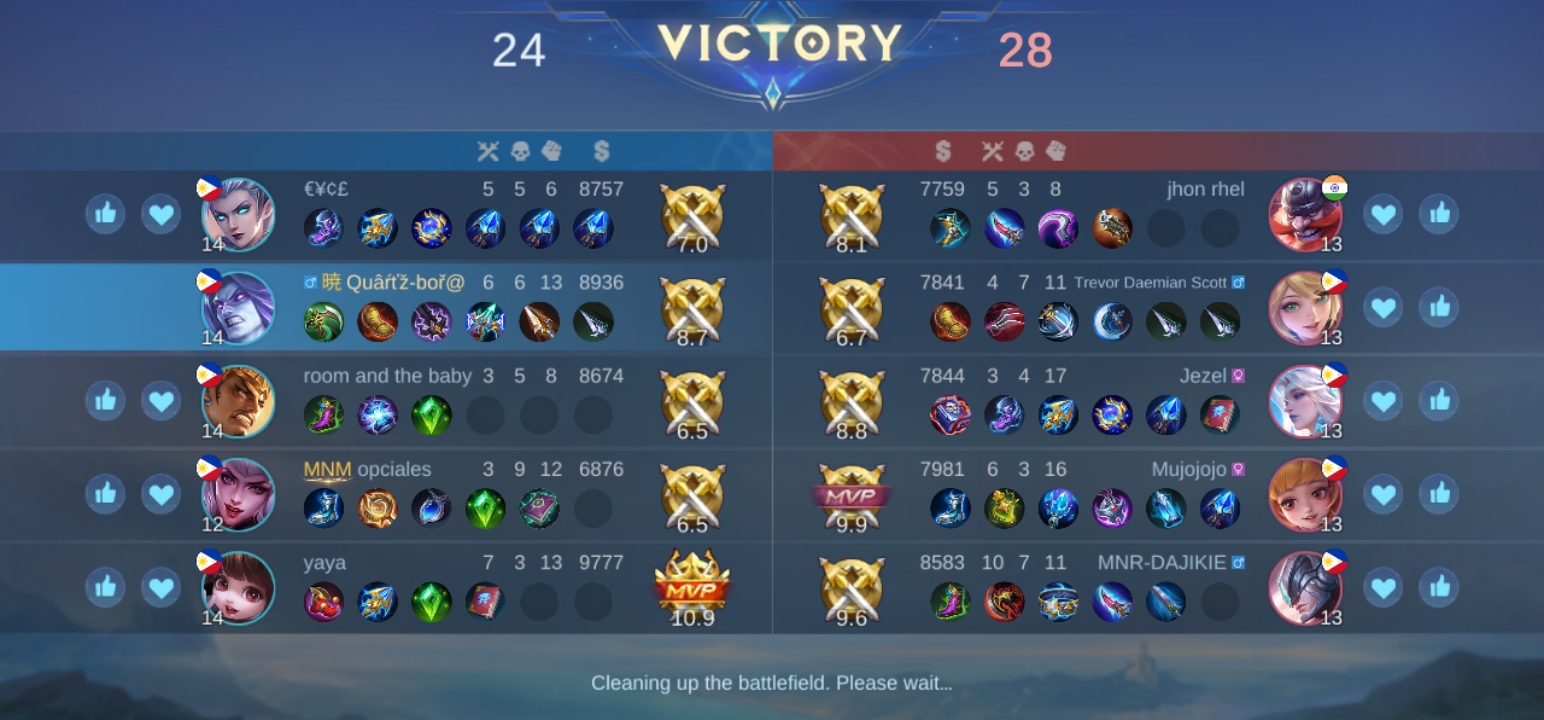 24 VICTORY 28
€¥¢£ 5 5 6 8757 7.0 14
8.1 7759 5 3 8 jhon rhel 13
暁 Quâŕťž-boř@ 6 6 13 8936 8.7 14
6.7 7841 4 7 11 Trevor Daemian Scott 13
room and the baby 3 5 8 8674 6.5 14
8.8 7844 3 4 17 Jezel 13
MNM opciales 3 9 12 6876 6.5 12
MVP 9.9 7981 6 3 16 Mujojojo 13
yaya 7 3 13 9777 MVP 10.9 14
9.6 8583 10 7 11 MNR-DAJIKIE 13
Cleaning up the battlefield. Please wait...